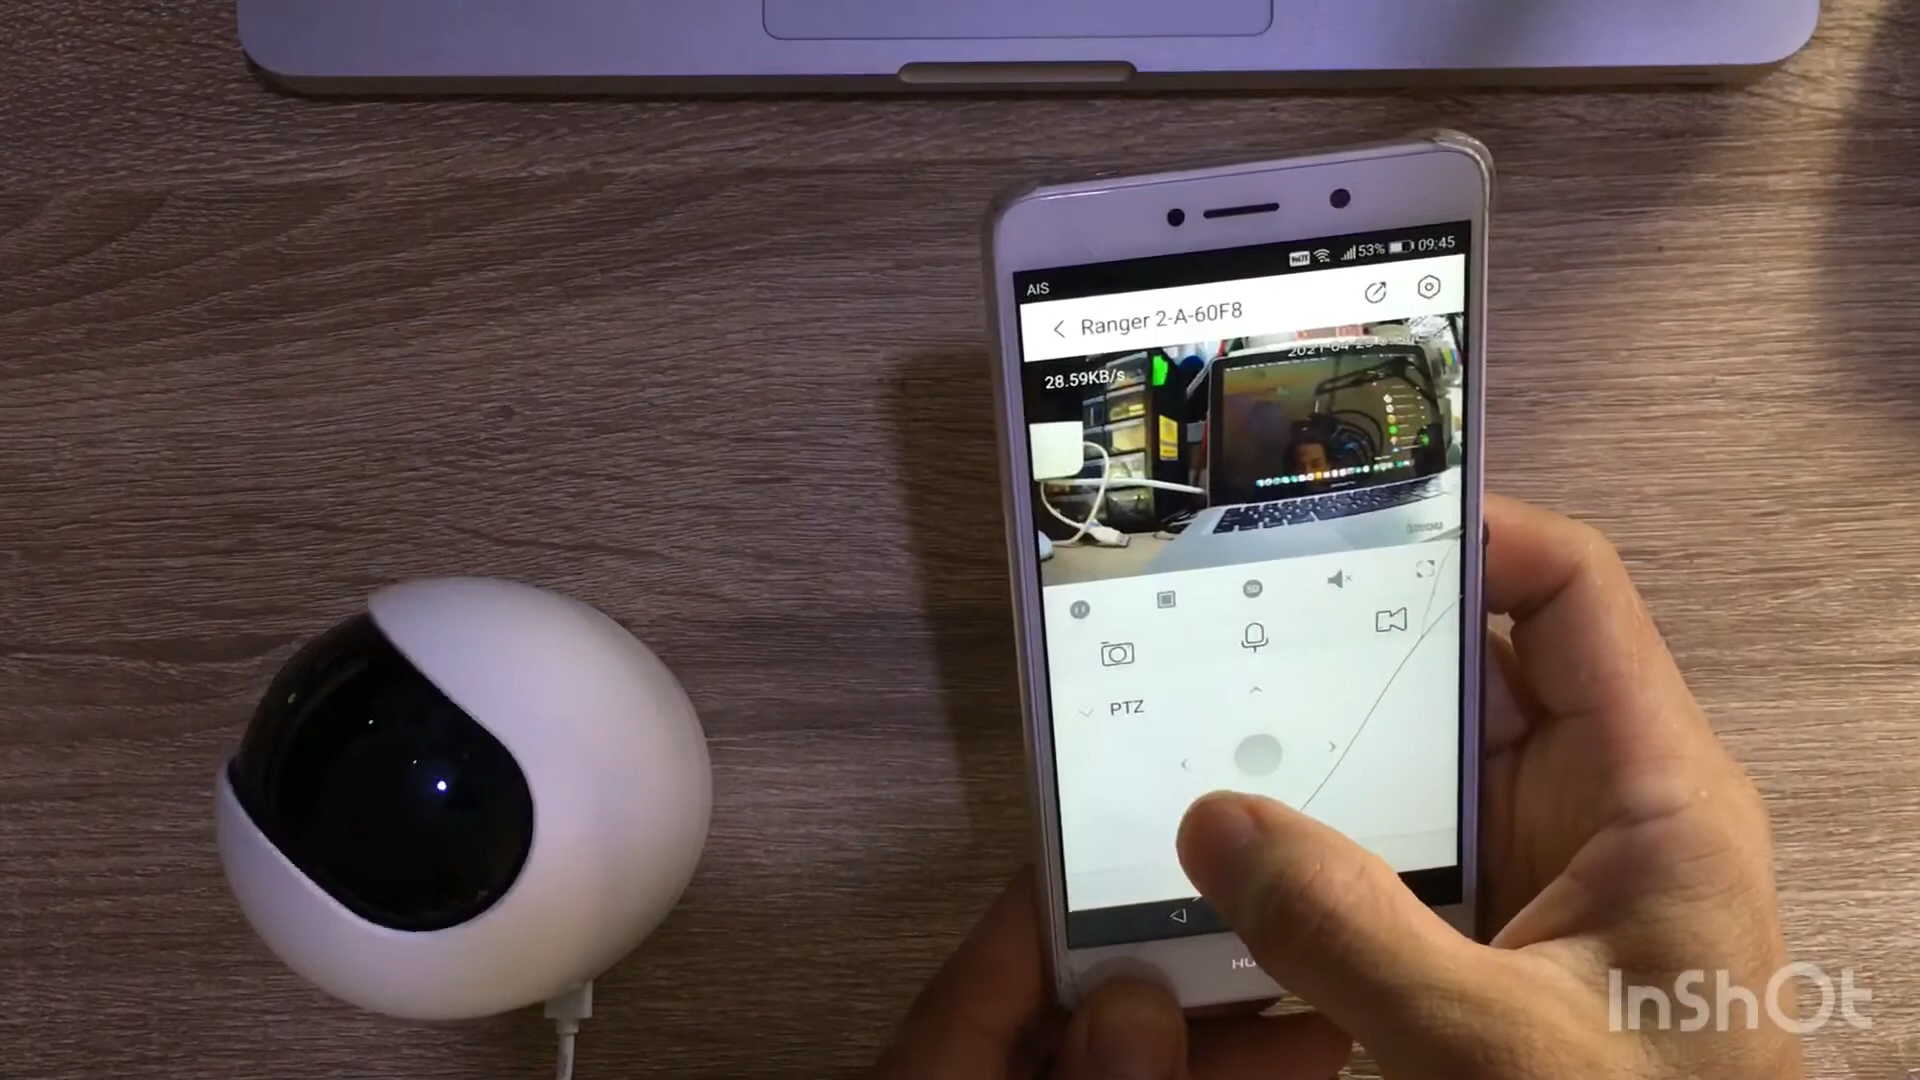 53% 09:45
AIS
Ranger 2-A-60F8
28.59KB/s
PTZ
InShOt